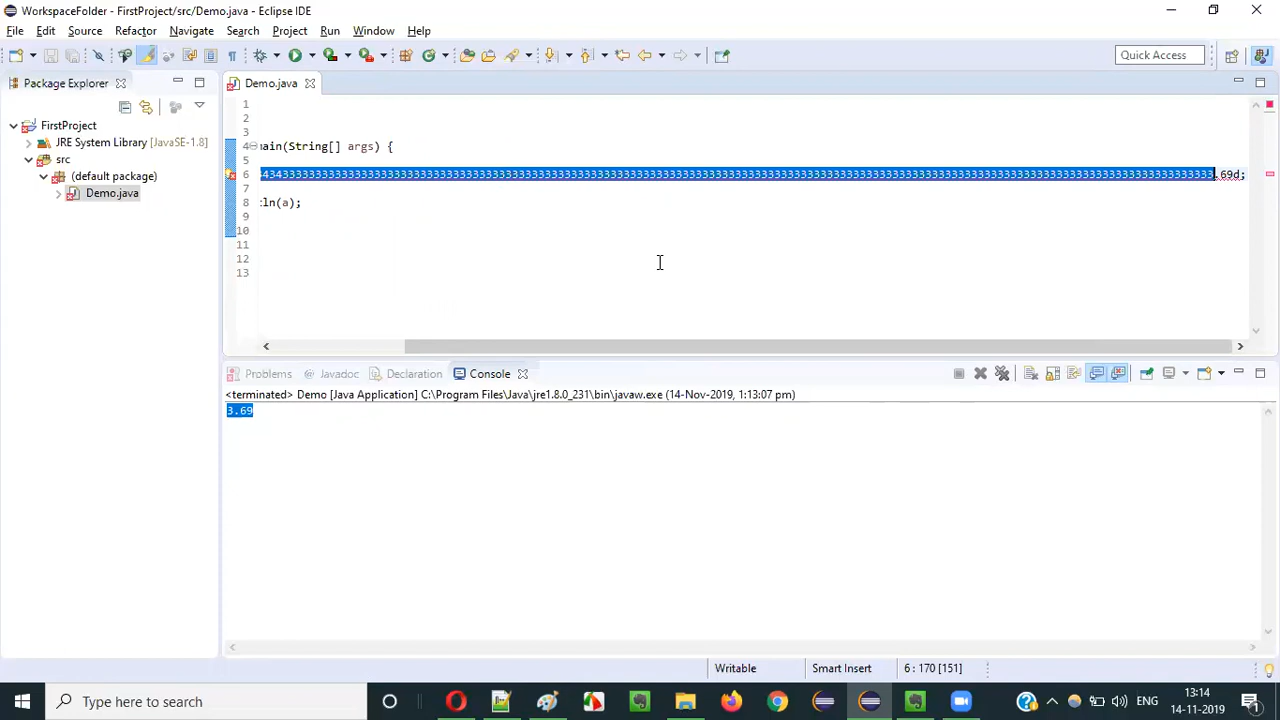 WorkspaceFolder - FirstProject/src/Demo.java - Eclipse IDE
File Edit Source Refactor Navigate Search Project Run Window Help
Quick Access
Package Explorer
Demo.java
FirstProject
JRE System Library [JavaSE-1.8]
src
(default package)
Demo.java
1
2
3
4 main(String[] args) {
5
6 .69d;
7
8 tln(a);
9
10
11
12
13
Problems Javadoc Declaration Console
<terminated> Demo [Java Application] C:\Program Files\Java\jre1.8.0_231\bin\javaw.exe (14-Nov-2019, 1:13:07 pm)
3.69
Writable Smart Insert 6 : 170 [151]
Type here to search
ENG
13:14
14-11-2019
1